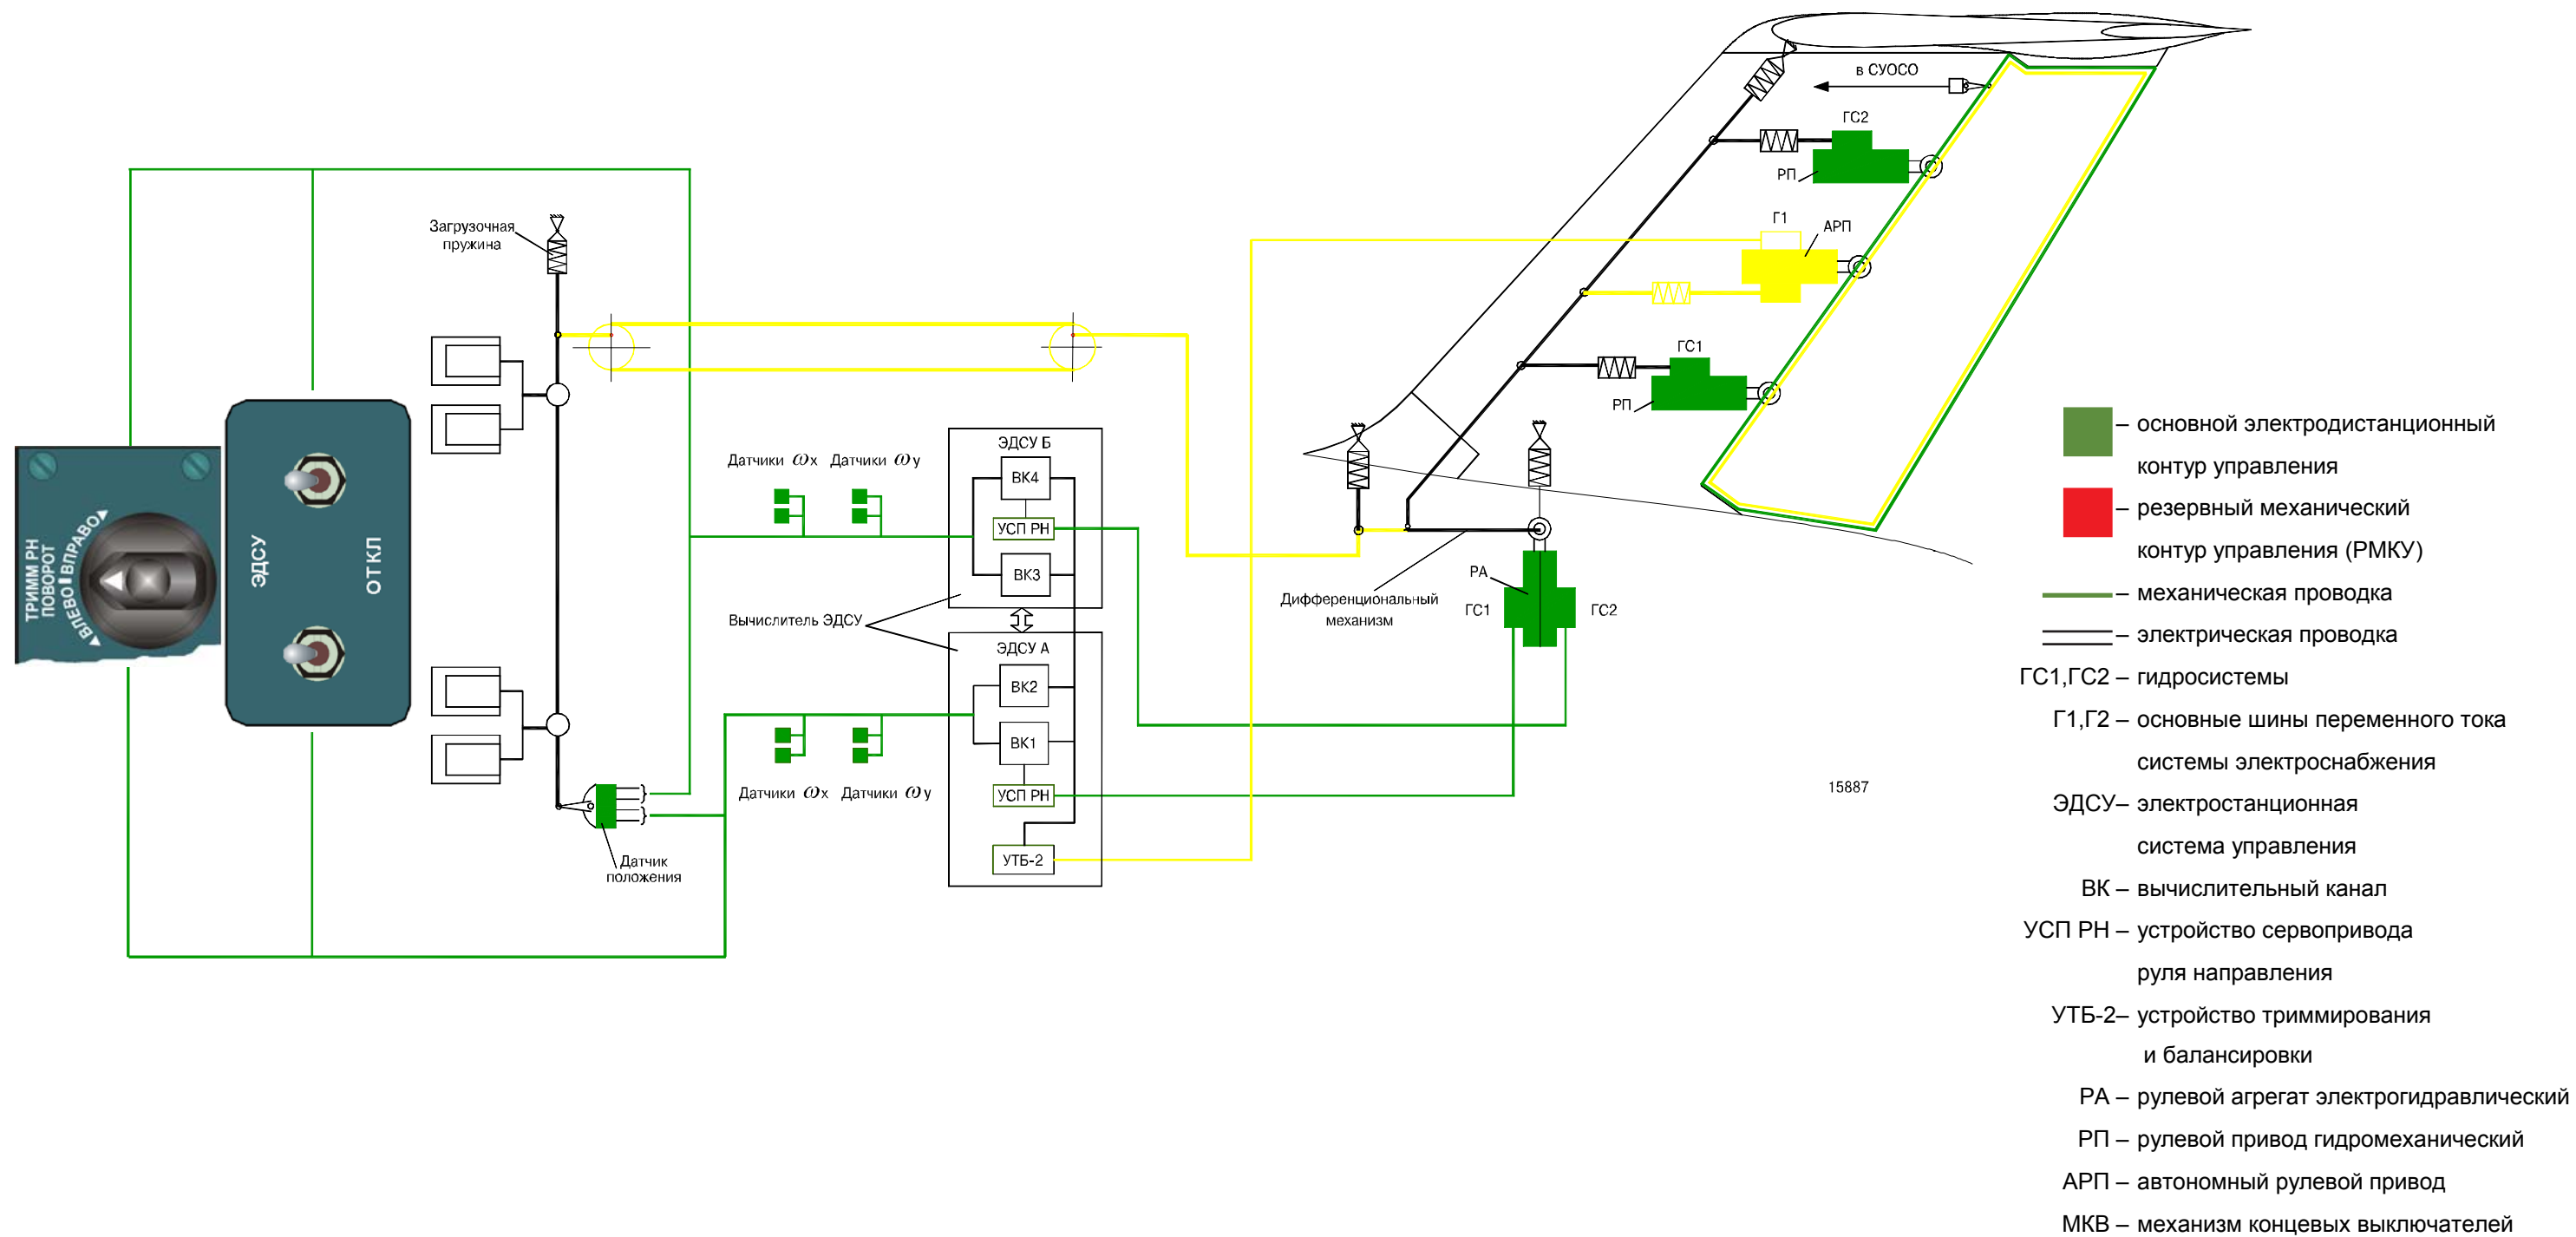 в СУОСО
ГС2
РП
Г1
АРП
ГС1
РП
Загрузочная
пружина
ТРИММ РН
ПОВОРОТ
ВЛЕВО ВПРАВО
ЭДСУ
ОТКЛ
Датчики ωx Датчики ωy
ЭДСУ Б
ВК4
УСП РН
ВК3
Вычислитель ЭДСУ
ЭДСУ А
ВК2
ВК1
УСП РН
УТБ-2
Датчики ωx Датчики ωy
Датчик
положения
РА
ГС1
ГС2
Дифференциональный
механизм
15887
– основной электродистанционный
контур управления
– резервный механический
контур управления (РМКУ)
– механическая проводка
– электрическая проводка
ГС1,ГС2 – гидросистемы
Г1,Г2 – основные шины переменного тока
системы электроснабжения
ЭДСУ– электростанционная
система управления
ВК – вычислительный канал
УСП РН – устройство сервопривода
руля направления
УТБ-2– устройство триммирования
и балансировки
РА – рулевой агрегат электрогидравлический
РП – рулевой привод гидромеханический
АРП – автономный рулевой привод
МКВ – механизм концевых выключателей